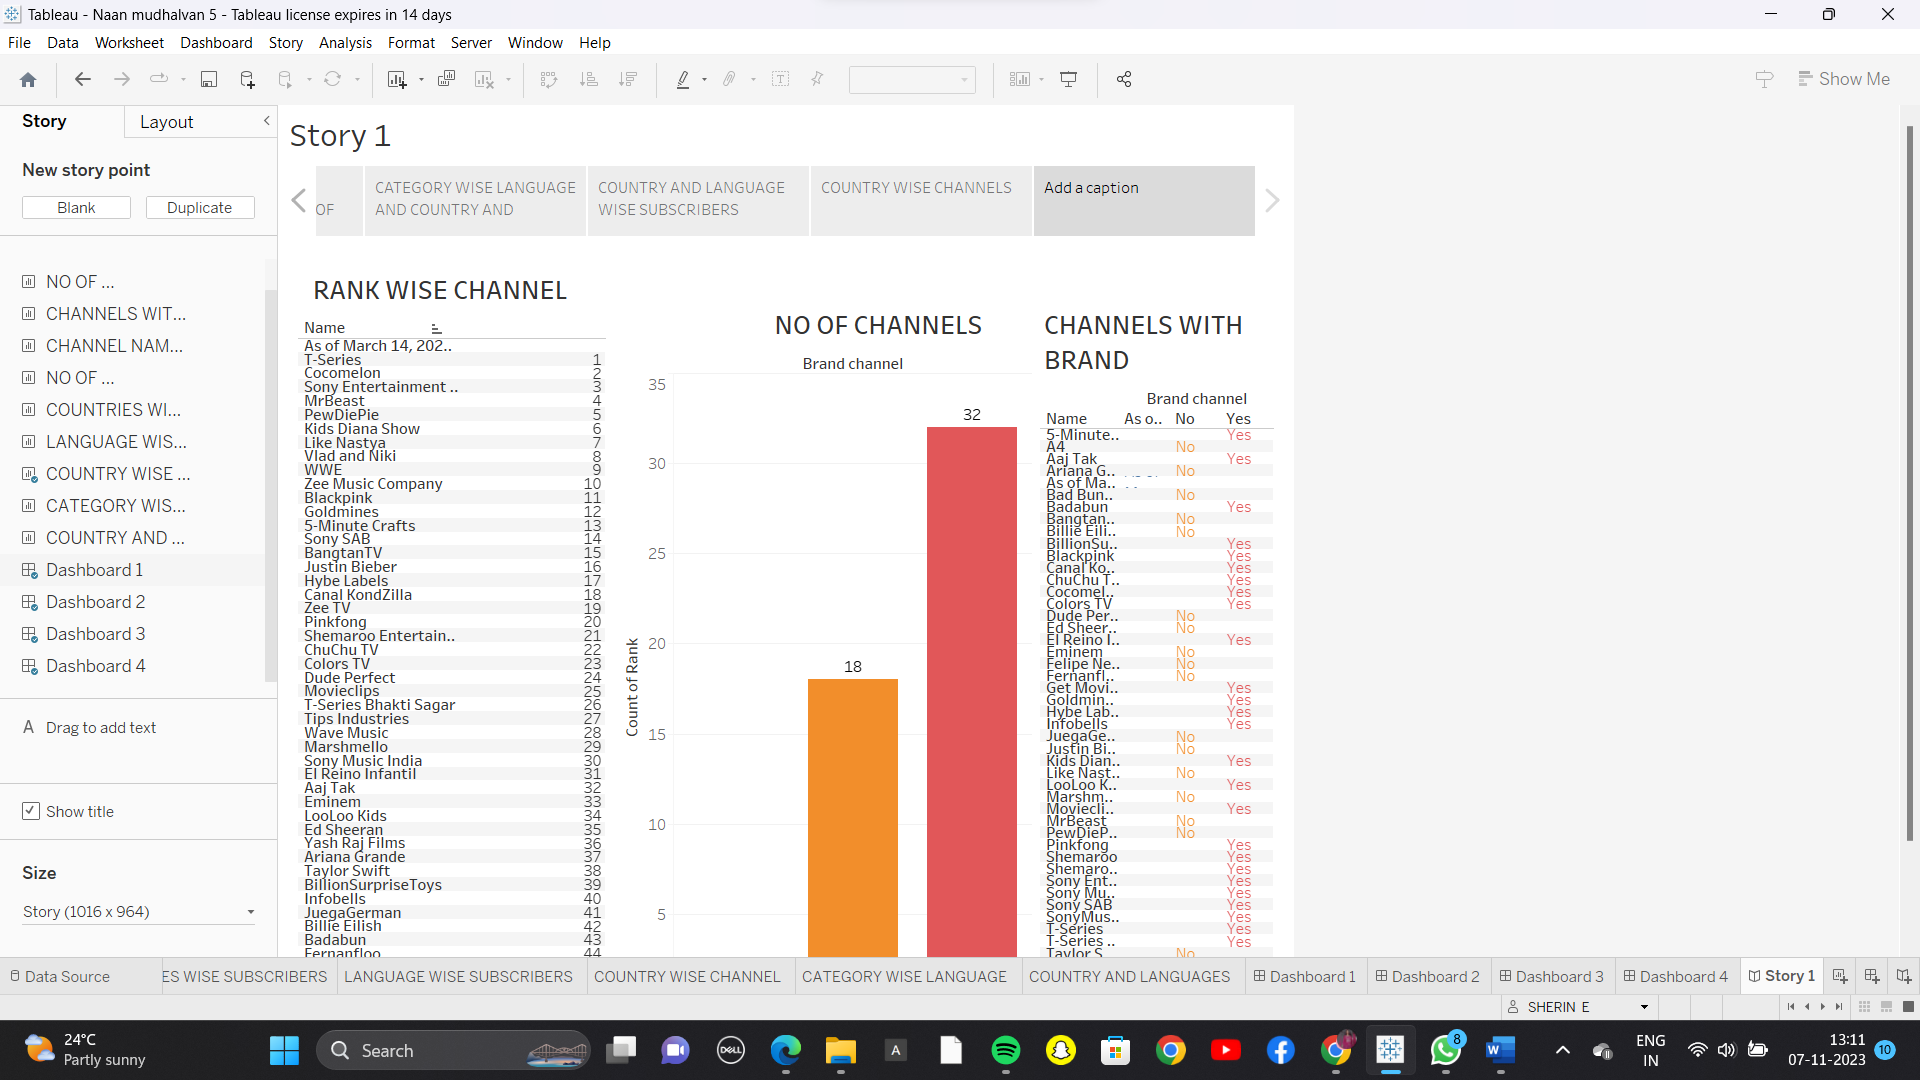 Tableau - Naan mudhalvan 5 - Tableau license expires in 14 days
File Data Worksheet Dashboard Story Analysis Format Server Window Help
Show Me
Story Layout
New story point
Blank Duplicate
NO OF ...
CHANNELS WIT...
CHANNEL NAM...
NO OF ...
COUNTRIES WI...
LANGUAGE WIS...
COUNTRY WISE ...
CATEGORY WIS...
COUNTRY AND ...
Dashboard 1
Dashboard 2
Dashboard 3
Dashboard 4
A Drag to add text
Show title
Size
Story (1016 x 964)
Story 1
OF
CATEGORY WISE LANGUAGE
AND COUNTRY AND
COUNTRY AND LANGUAGE
WISE SUBSCRIBERS
COUNTRY WISE CHANNELS
Add a caption
RANK WISE CHANNEL
Name
As of March 14, 202..
T-Series 1
Cocomelon 2
Sony Entertainment .. 3
MrBeast 4
PewDiePie 5
Kids Diana Show 6
Like Nastya 7
Vlad and Niki 8
WWE 9
Zee Music Company 10
Blackpink 11
Goldmines 12
5-Minute Crafts 13
Sony SAB 14
BangtanTV 15
Justin Bieber 16
Hybe Labels 17
Canal KondZilla 18
Zee TV 19
Pinkfong 20
Shemaroo Entertain.. 21
ChuChu TV 22
Colors TV 23
Dude Perfect 24
Movieclips 25
T-Series Bhakti Sagar 26
Tips Industries 27
Wave Music 28
Marshmello 29
Sony Music India 30
El Reino Infantil 31
Aaj Tak 32
Eminem 33
LooLoo Kids 34
Ed Sheeran 35
Yash Raj Films 36
Ariana Grande 37
Taylor Swift 38
BillionSurpriseToys 39
Infobells 40
JuegaGerman 41
Billie Eilish 42
Badabun 43
Fernanfloo 44
NO OF CHANNELS
Brand channel
35
30
25
20
15
10
5
Count of Rank
18
32
CHANNELS WITH
BRAND
Brand channel
Name As o.. No Yes
5-Minute.. Yes
A4 No
Aaj Tak Yes
Ariana G.. No
As of Ma..
Bad Bun.. No
Badabun Yes
Bangtan.. No
Billie Eili.. No
BillionSu.. Yes
Blackpink Yes
Canal Ko.. Yes
ChuChu T.. Yes
Cocomel.. Yes
Colors TV Yes
Dude Per.. No
Ed Sheer.. No
El Reino I.. Yes
Eminem No
Felipe Ne.. No
Fernanfl.. No
Get Movi.. Yes
Goldmin.. Yes
Hybe Lab.. Yes
Infobells Yes
JuegaGe.. No
Justin Bi.. No
Kids Dian.. Yes
Like Nast.. No
LooLoo K.. Yes
Marshm.. No
Moviecli.. Yes
MrBeast No
PewDieP.. No
Pinkfong Yes
Shemaroo Yes
Shemaro.. Yes
Sony Ent.. Yes
Sony Mu.. Yes
Sony SAB Yes
SonyMus.. Yes
T-Series Yes
T-Series .. Yes
Taylor S.. No
Data Source ES WISE SUBSCRIBERS LANGUAGE WISE SUBSCRIBERS COUNTRY WISE CHANNEL CATEGORY WISE LANGUAGE COUNTRY AND LANGUAGES Dashboard 1 Dashboard 2 Dashboard 3 Dashboard 4 Story 1
SHERIN E
24°C
Partly sunny
Search
DELL
A
8
W
ENG
IN
13:11
07-11-2023
10